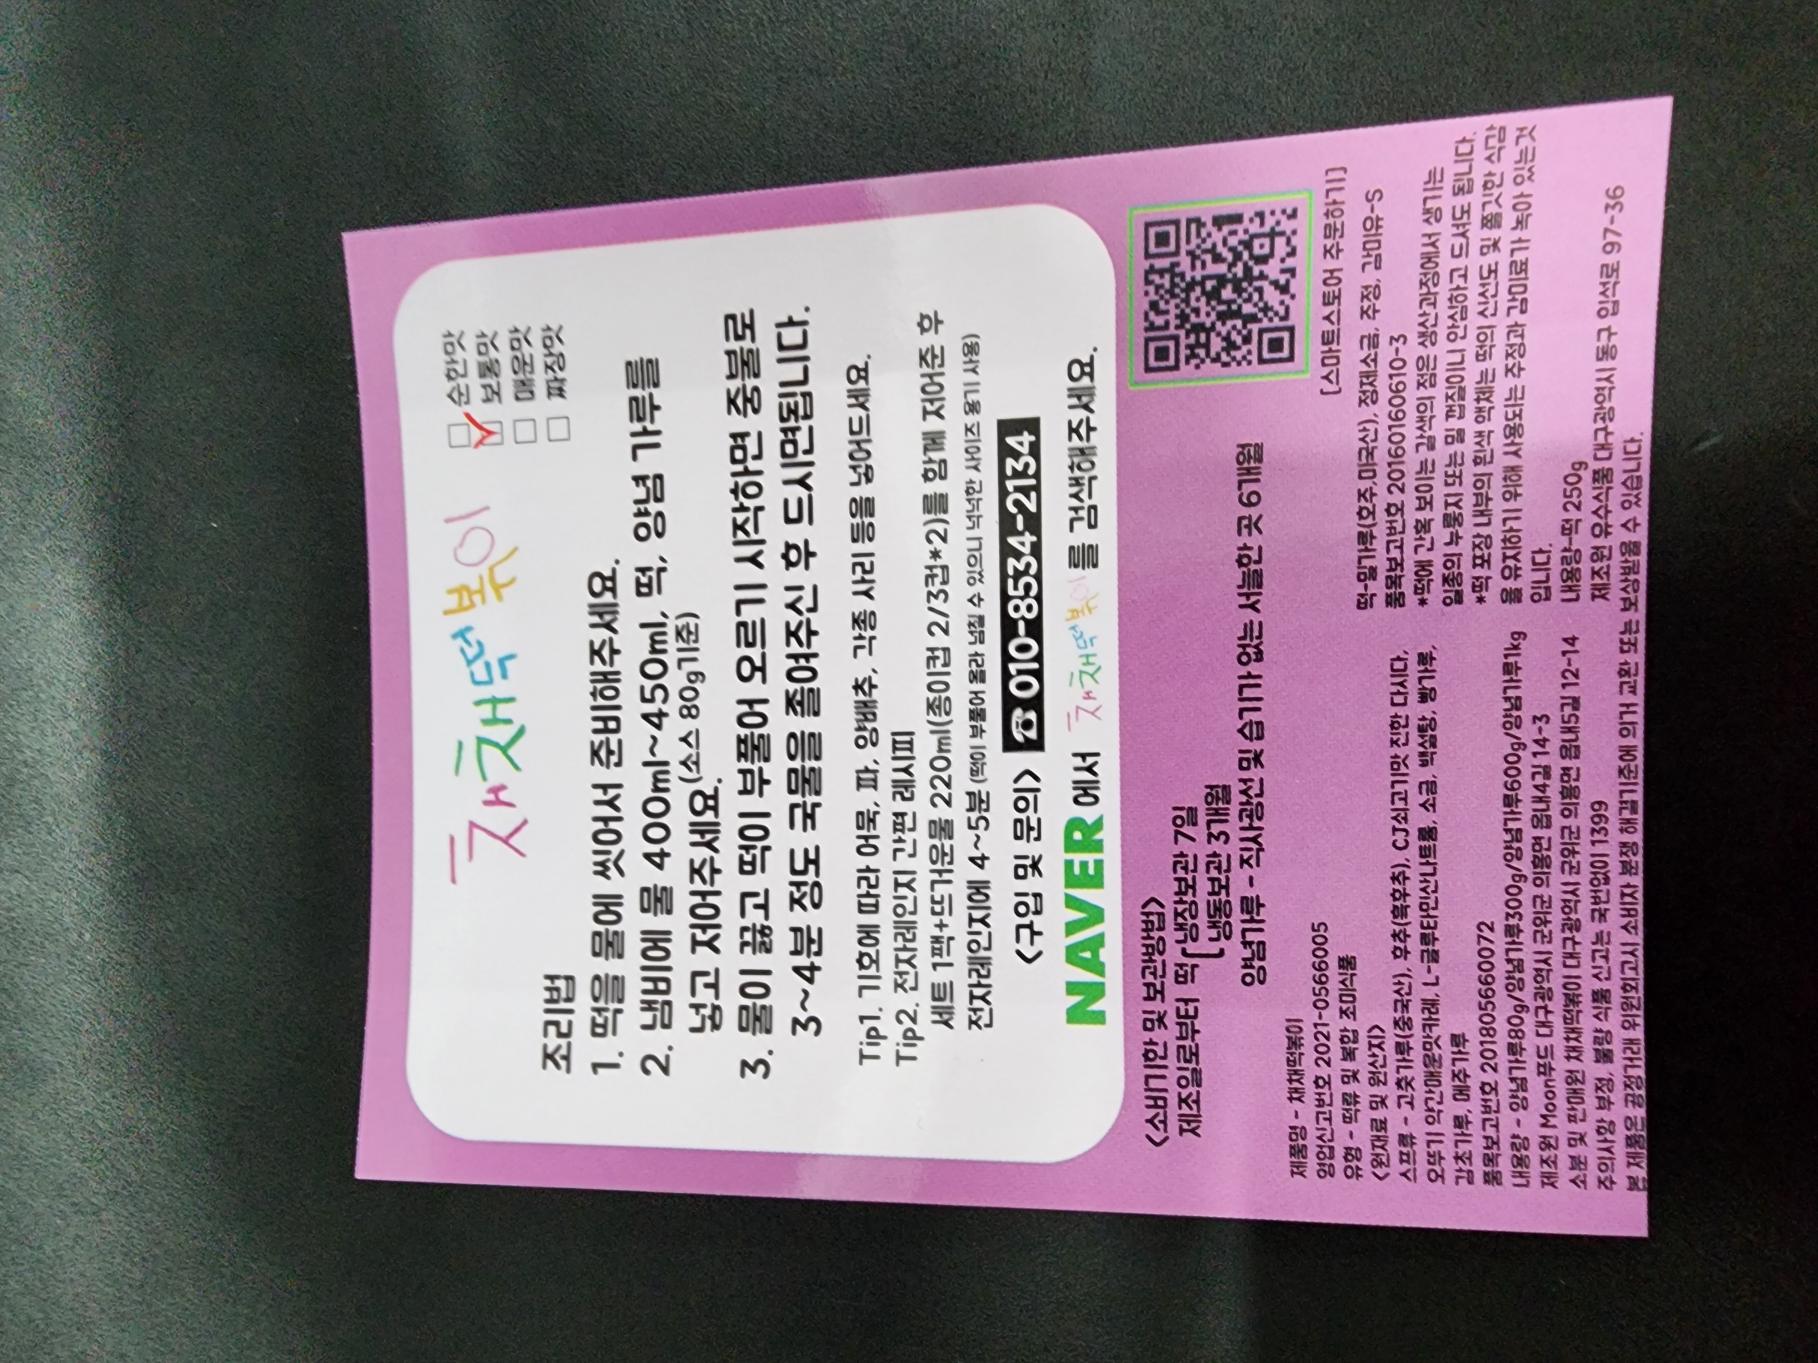 채채떡볶이
순한맛
보통맛
매운맛
짜장맛
조리법
1. 떡을 물에 씻어서 준비해주세요.
2. 냄비에 물 400ml~450ml, 떡, 양념 가루를
넣고 저어주세요.(소스 80g기준)
3. 물이 끓고 떡이 부풀어 오르기 시작하면 중불로
3~4분 정도 국물을 졸여주신 후 드시면됩니다.
Tip1. 기호에 따라 어묵, 파, 양배추, 각종 사리 등을 넣어드세요.
Tip2. 전자레인지 간편 레시피
세트 1팩+뜨거운물 220ml(종이컵 2/3컵*2)를 함께 저어준 후
전자레인지에 4~5분 (떡이 부풀어 올라 넘칠 수 있으니 넉넉한 사이즈 용기 사용)
<구입 및 문의> ☎ 010-8534-2134
NAVER 에서 채채떡볶이 를 검색해주세요.
<소비기한 및 보관방법>
제조일로부터 떡 [ 냉장보관 7일
냉동보관 3개월
양념가루 - 직사광선 및 습기가 없는 서늘한 곳 6개월
[스마트스토어 주문하기]
제품명 - 채채떡볶이
영업신고번호 2021-0566005
유형 - 떡류 및 복합 조미식품
<원재료 및 원산지>
스프류 - 고춧가루(중국산), 후추(흑후추), CJ쇠고기맛 진한 다시다,
오뚜기 약간매운맛카레, L-글루타민산나트륨, 소금, 백설탕, 빵가루,
감초가루, 메주가루
품목보고번호 201805660072
내용량 - 양념가루80g/양념가루300g/양념가루600g/양념가루1kg
제조원 Moon푸드 대구광역시 군위군 의흥면 읍내4길 14-3
소분 및 판매원 채채떡볶이 대구광역시 군위군 의흥면 읍내5길 12-14
주의사항 부정, 불량 식품 신고는 국번없이 1399
본 제품은 공정거래 위원회고시 소비자 분쟁 해결기준에 의거 교환 또는 보상받을 수 있습니다.
떡-밀가루(호주,미국산), 정제소금, 주정, 감미유-S
품목보고번호 20160160610-3
*떡에 간혹 보이는 갈색의 점은 생산과정에서 생기는
일종의 누룽지 또는 밀 껍질이니 안심하고 드셔도 됩니다.
*떡 포장 내부의 흰색 액체는 떡의 신선도 및 쫄깃한 식감
을 유지하기 위해 사용되는 주정과 감미료가 녹아 있는것
입니다.
내용량-떡 250g
제조원 유수식품 대구광역시 동구 입석로 97-36